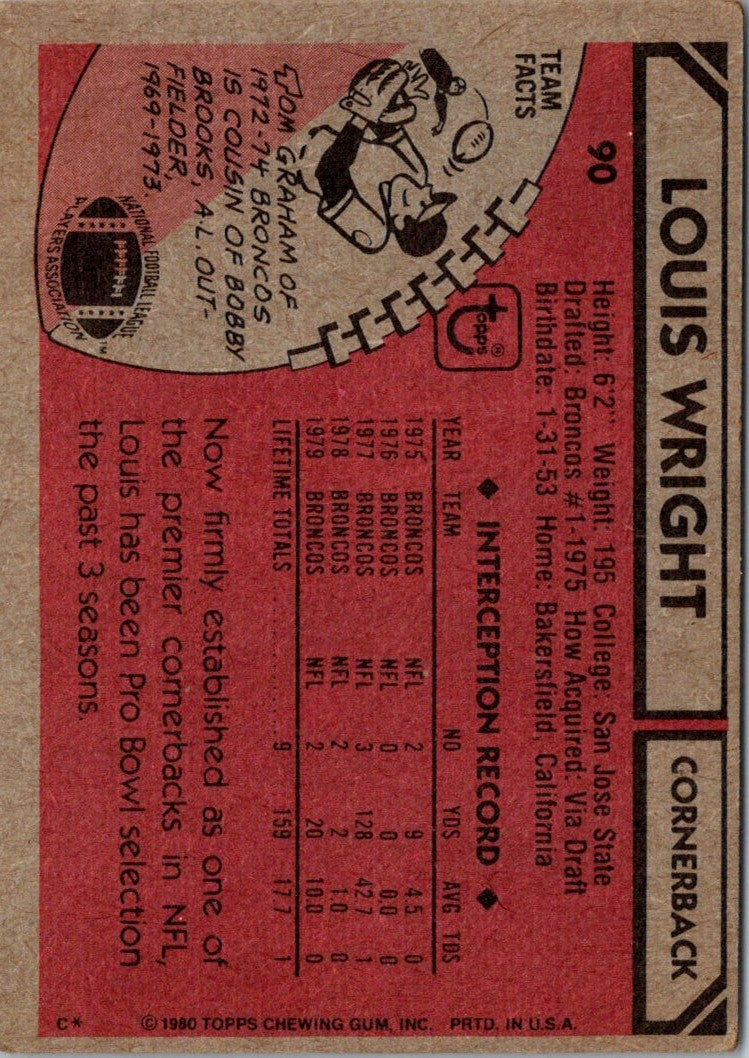 LOUIS WRIGHT
CORNERBACK
90
Height: 6'2" Weight: 195 College: San Jose State
Drafted: Broncos #1-1975 How Acquired: Via Draft
Birthdate: 1-31-53 Home: Bakersfield, California
TEAM
FACTS
TOM GRAHAM OF
1972-74 BRONCOS
IS COUSIN OF BOBBY
BROOKS, A.L. OUT-
FIELDER,
1969-1973.
NATIONAL FOOTBALL LEAGUE
PLAYERS ASSOCIATION™
TOPPS®
◆ INTERCEPTION RECORD ◆
YEAR TEAM NO YDS AVG TDS
1975 BRONCOS NFL 2 9 4.5 0
1976 BRONCOS NFL 0 0 0.0 0
1977 BRONCOS NFL 3 128 42.7 1
1978 BRONCOS NFL 2 2 1.0 0
1979 BRONCOS NFL 2 20 10.0 0
LIFETIME TOTALS 9 159 17.7 1
Now firmly established as one of
the premier cornerbacks in NFL,
Louis has been Pro Bowl selection
the past 3 seasons.
C* © 1980 TOPPS CHEWING GUM, INC. PRTD. IN U.S.A.